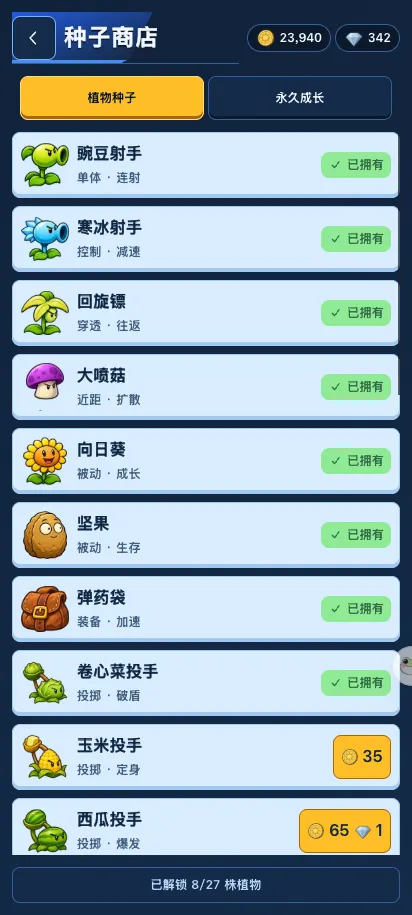 种子商店
23,940
342
植物种子
永久成长
豌豆射手
单体 · 连射
✓ 已拥有
寒冰射手
控制 · 减速
✓ 已拥有
回旋镖
穿透 · 往返
✓ 已拥有
大喷菇
近距 · 扩散
✓ 已拥有
向日葵
被动 · 成长
✓ 已拥有
坚果
被动 · 生存
✓ 已拥有
弹药袋
装备 · 加速
✓ 已拥有
卷心菜投手
投掷 · 破盾
✓ 已拥有
玉米投手
投掷 · 定身
35
西瓜投手
投掷 · 爆发
65 1
已解锁 8/27 株植物